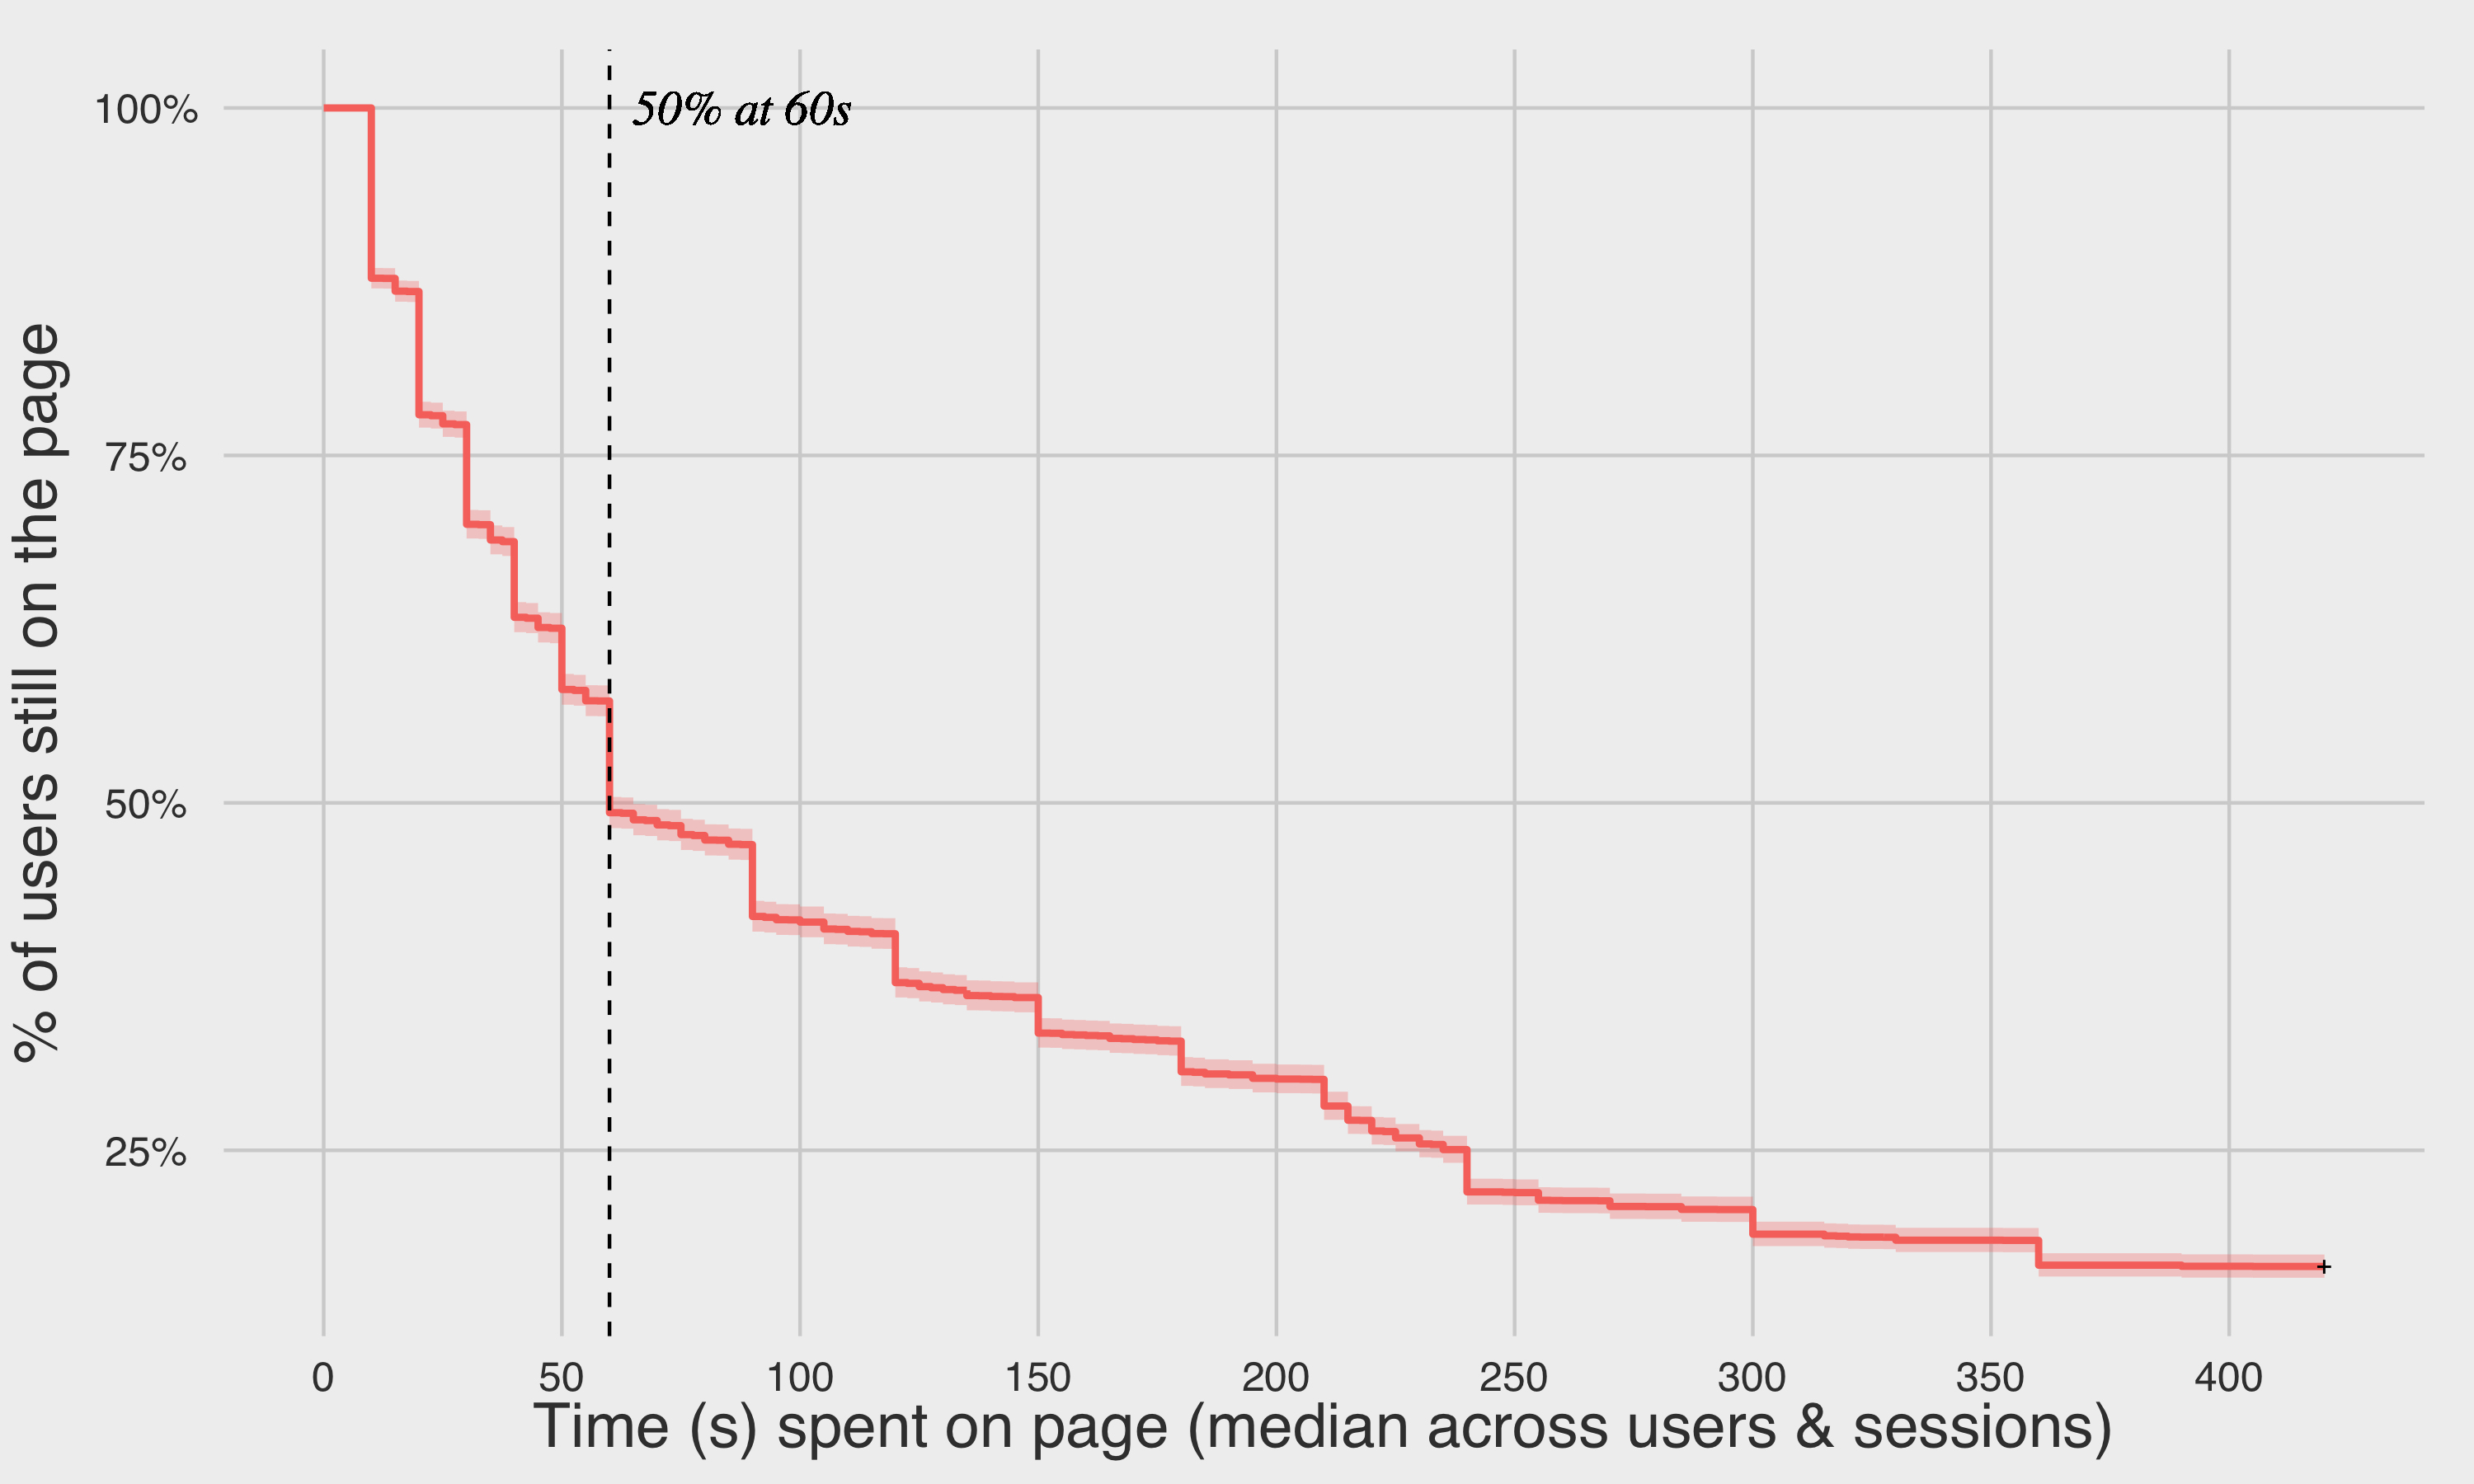 50% at 60s
100%
75%
50%
25%
% of users still on the page
0 50 100 150 200 250 300 350 400
Time (s) spent on page (median across users & sessions)